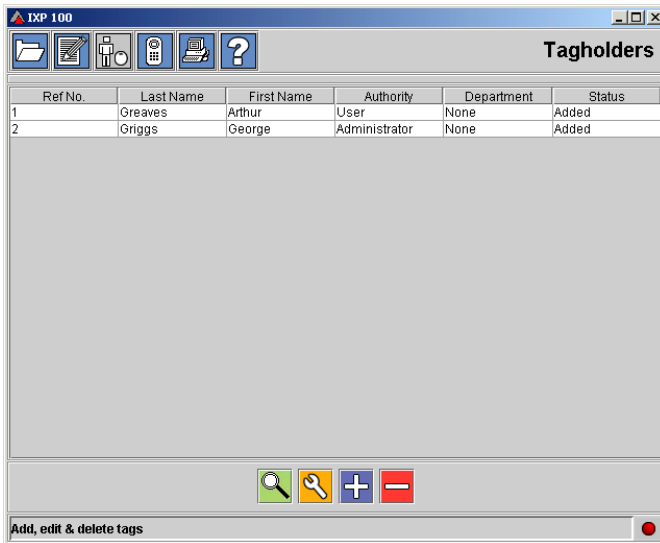 IXP 100
Tagholders
Ref No. Last Name First Name Authority Department Status
1 Greaves Arthur User None Added
2 Griggs George Administrator None Added
Add, edit & delete tags